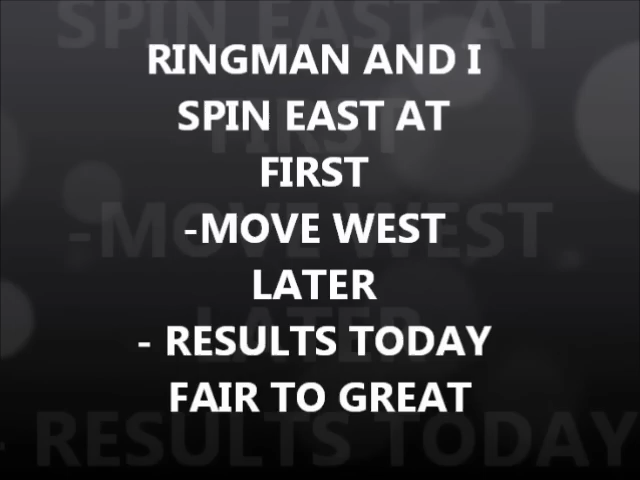 RINGMAN AND I
SPIN EAST AT
FIRST
-MOVE WEST
LATER
- RESULTS TODAY
FAIR TO GREAT